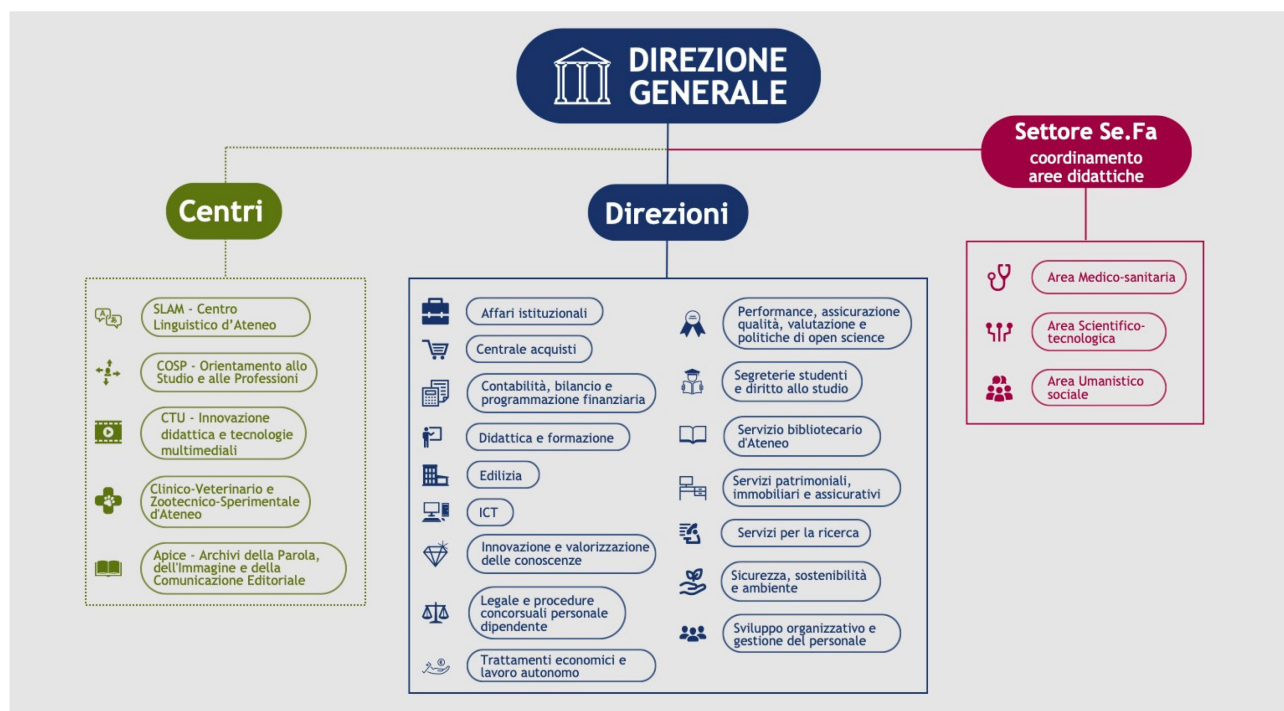 DIREZIONE
GENERALE
Settore Se.Fa
coordinamento
aree didattiche
Centri
SLAM - Centro
Linguistico d'Ateneo
COSP - Orientamento allo
Studio e alle Professioni
CTU - Innovazione
didattica e tecnologie
multimediali
Clinico-Veterinario e
Zootecnico-Sperimentale
d'Ateneo
Apice - Archivi della Parola,
dell'Immagine e della
Comunicazione Editoriale
Direzioni
Affari istituzionali
Centrale acquisti
Contabilità, bilancio e
programmazione finanziaria
Didattica e formazione
Edilizia
ICT
Innovazione e valorizzazione
delle conoscenze
Legale e procedure
concorsuali personale
dipendente
Trattamenti economici e
lavoro autonomo
Performance, assicurazione
qualità, valutazione e
politiche di open science
Segreterie studenti
e diritto allo studio
Servizio bibliotecario
d'Ateneo
Servizi patrimoniali,
immobiliari e assicurativi
Servizi per la ricerca
Sicurezza, sostenibilità
e ambiente
Sviluppo organizzativo e
gestione del personale
Area Medico-sanitaria
Area Scientifico-
tecnologica
Area Umanistico
sociale